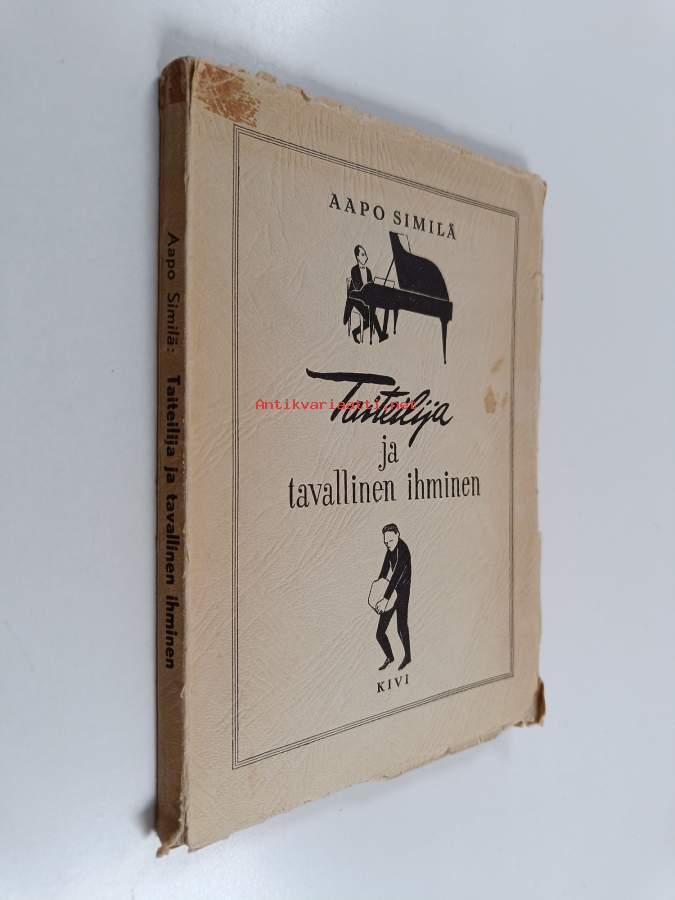 AAPO SIMILÄ
Taiteilija
Antikvariaatti.net
ja
tavallinen ihminen
KIVI
Aapo Similä: Taiteilija ja tavallinen ihminen